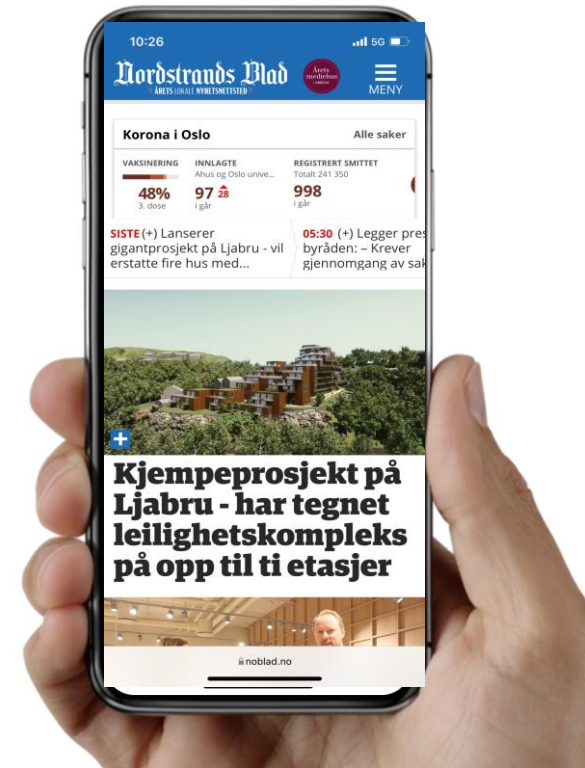 10:26
5G
Nordstrands Blad
ÅRETS LOKALE NYHETSNETTSTED
Årets
mediehus
MENY
Korona i Oslo
Alle saker
VAKSINERING
48%
3. dose
INNLAGTE
Ahus og Oslo unive...
97 28
i går
REGISTRERT SMITTET
Totalt 241 350
998
i går
SISTE (+) Lanserer
gigantprosjekt på Ljabru - vil
erstatte fire hus med...
05:30 (+) Legger pres
byråden: – Krever
gjennomgang av sak
Kjempeprosjekt på
Ljabru - har tegnet
leilighetskompleks
på opp til ti etasjer
noblad.no